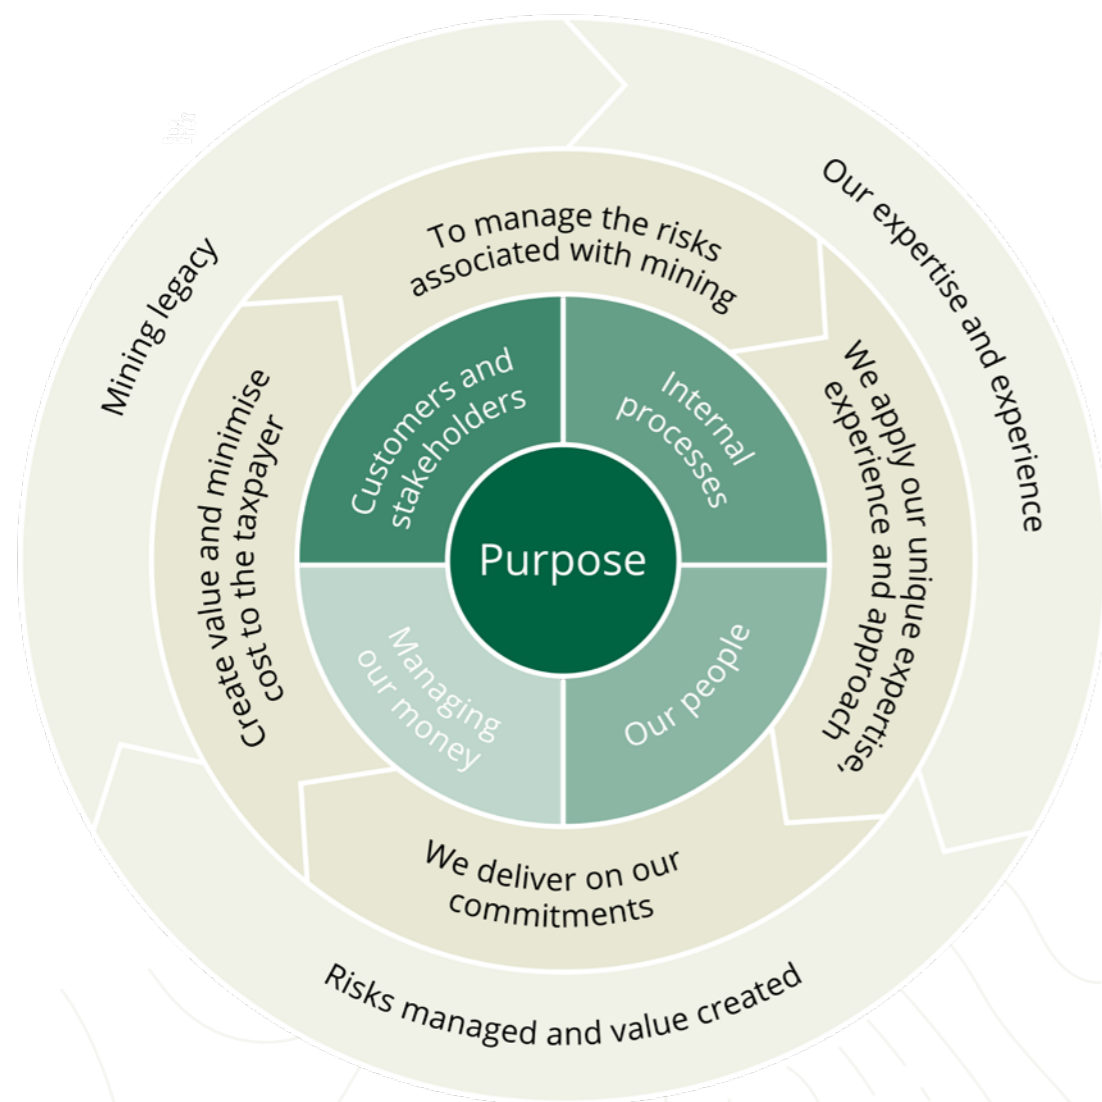 Mining legacy
Our expertise and experience
Risks managed and value created
To manage the risks
associated with mining
We apply our unique expertise,
experience and approach
We deliver on our
commitments
Create value and minimise
cost to the taxpayer
Customers and
stakeholders
Internal
processes
Our people
Managing
our money
Purpose